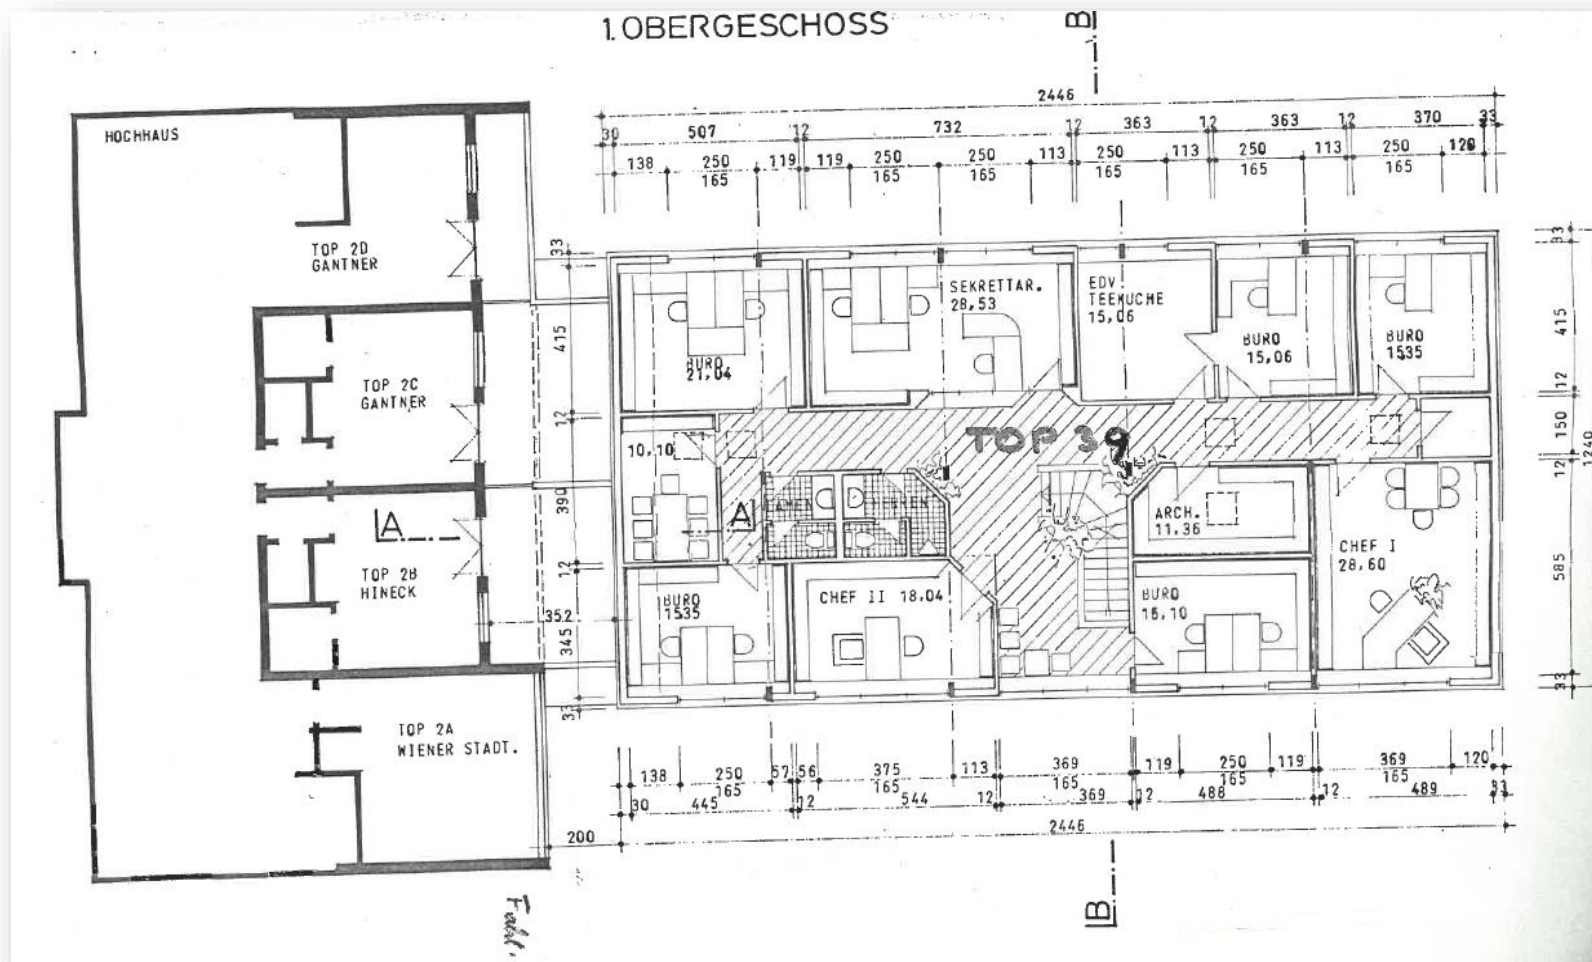 1. OBERGESCHOSS
B
2446
30 507 12 732 12 363 12 363 12 370 33
138 250 119 119 250 250 113 250 113 250 113 250 120
165 165 165 165 165 165
HOCHHAUS
TOP 2D
GANTNER
TOP 2C
GANTNER
A
TOP 2B
HINECK
TOP 2A
WIENER STADT.
33
415
12
390
12
345
33
352
200
BÜRO
21,04
SEKRETTAR.
28,53
EDV.
TEEKUCHE
15,06
BURO
15,06
BURO
1535
10,10
TOP 39
DAMEN
HERREN
A
ARCH.
11.36
CHEF I
28,60
BURO
1535
CHEF II 18.04
BURO
16,10
33
415
12
150
12
585
33
1240
138 250 57 56 375 113 369 119 250 119 369 120
165 165 165 165 165
30 445 12 544 12 369 12 488 12 489 33
2446
B